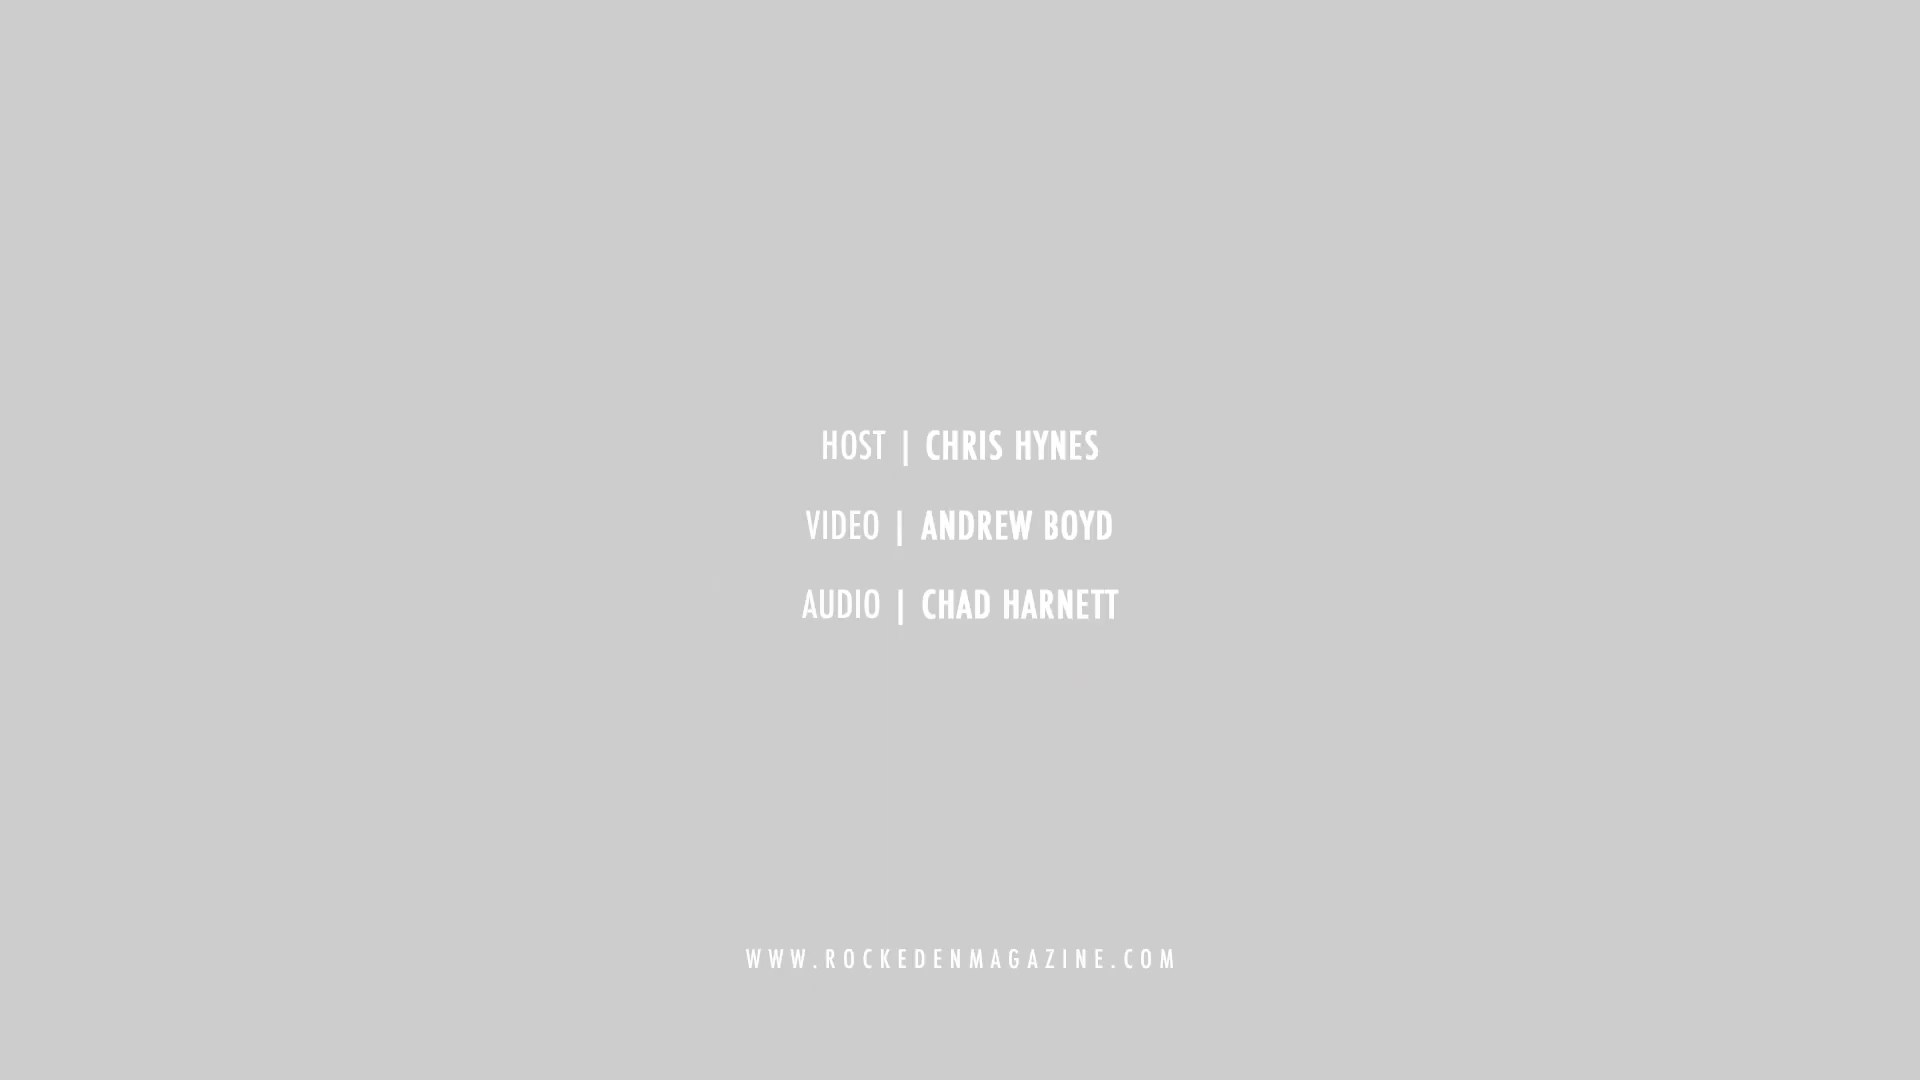 HOST | CHRIS HYNES
VIDEO | ANDREW BOYD
AUDIO | CHAD HARNETT
WWW.ROCKEDENMAGAZINE.COM